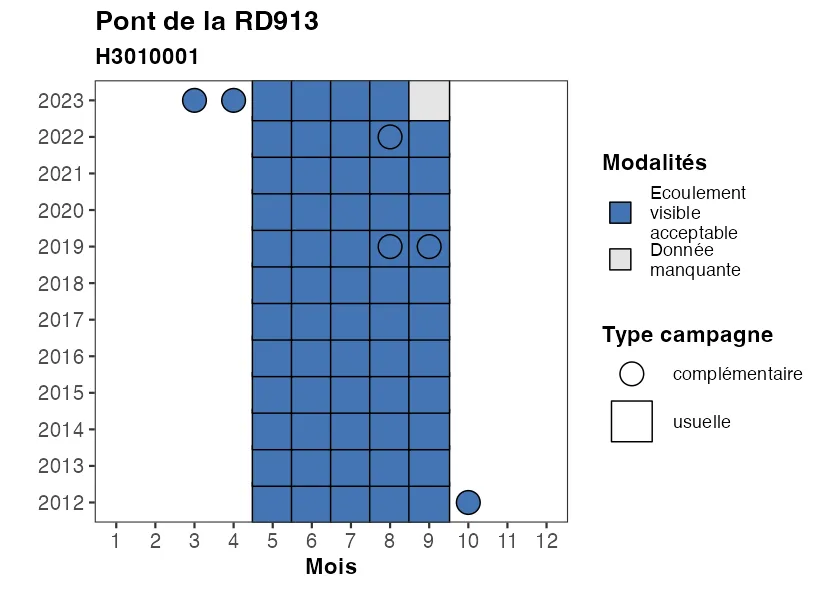 Pont de la RD913
H3010001
2023
2022
2021
2020
2019
2018
2017
2016
2015
2014
2013
2012
1 2 3 4 5 6 7 8 9 10 11 12
Mois
Modalités
Ecoulement
visible
acceptable
Donnée
manquante
Type campagne
complémentaire
usuelle